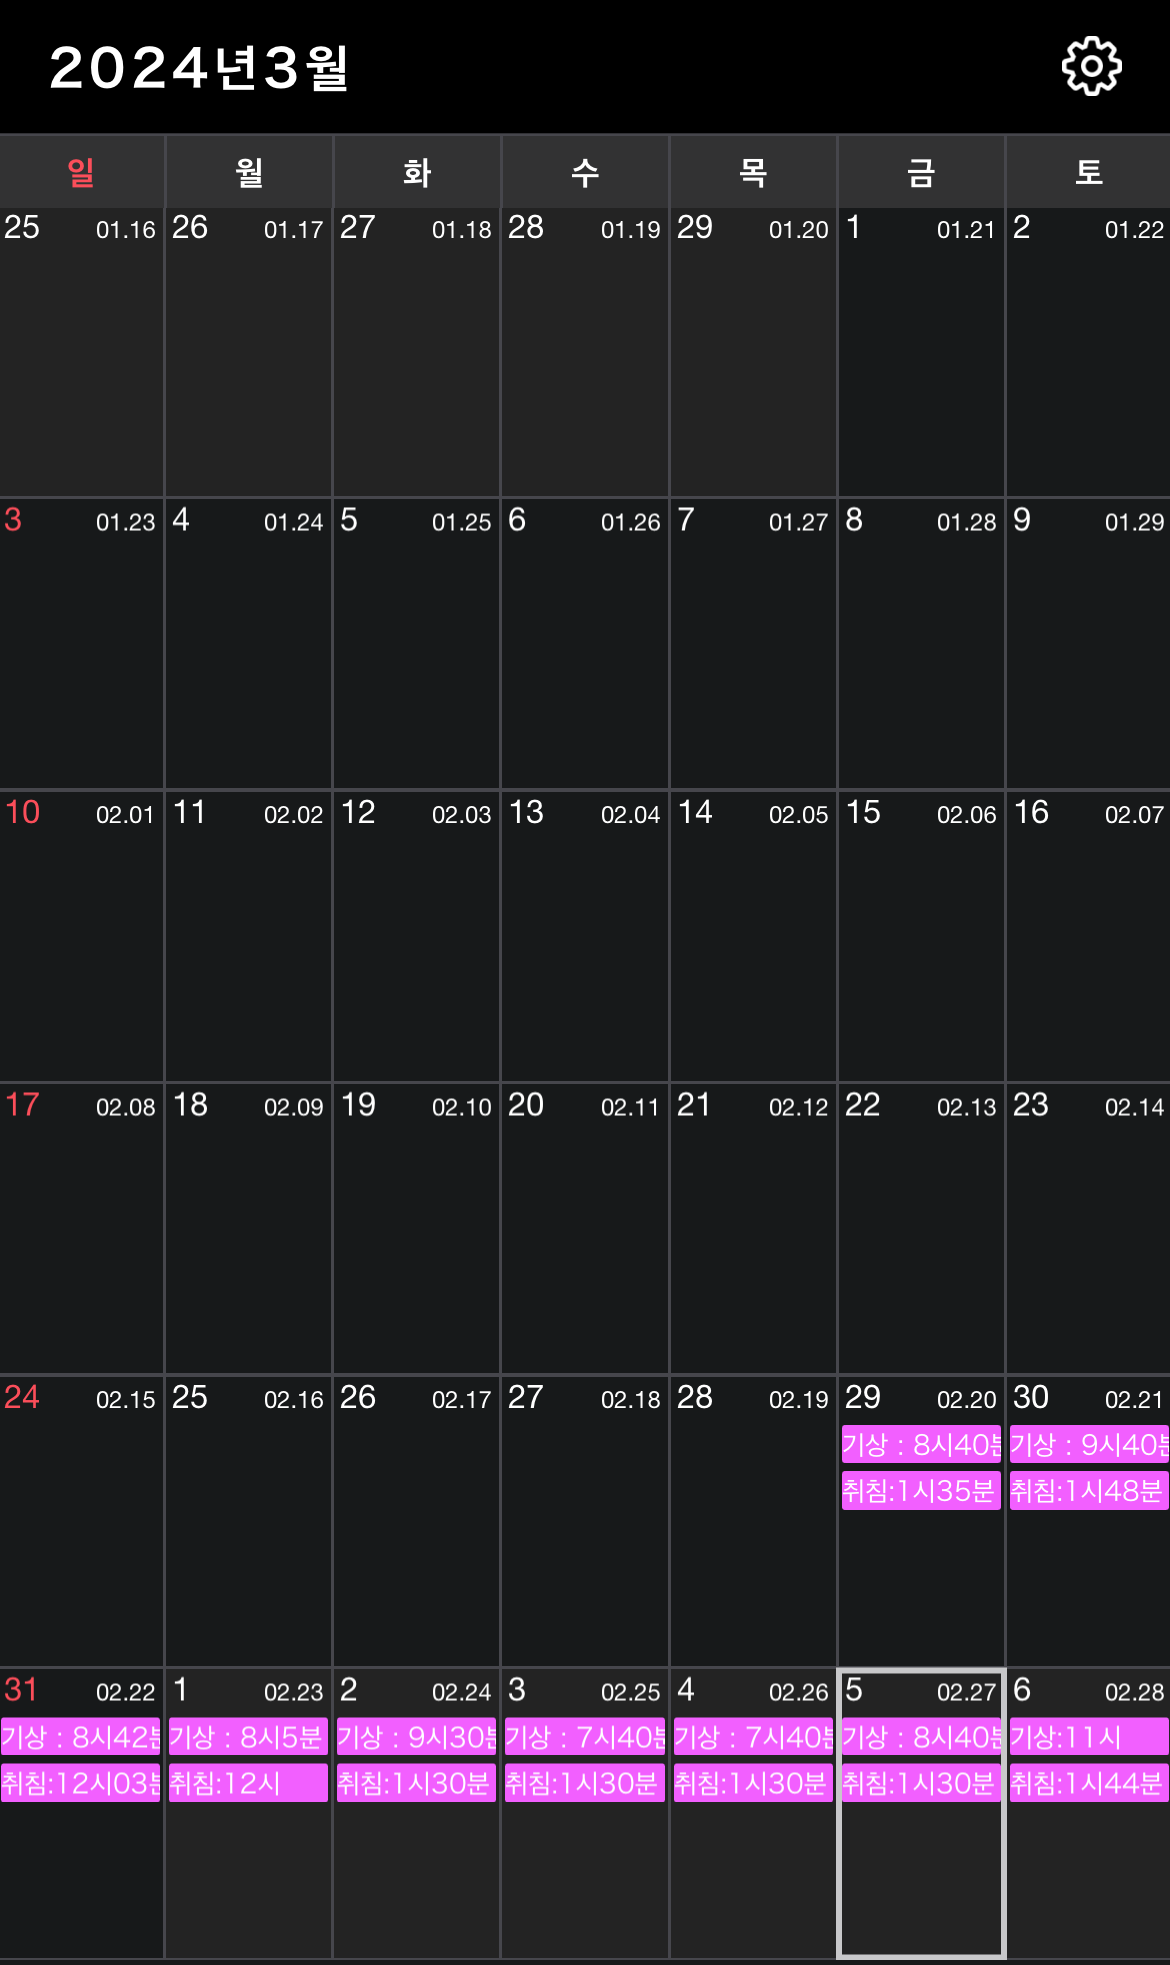 2024년3월
일 월 화 수 목 금 토
25 01.16 26 01.17 27 01.18 28 01.19 29 01.20 1 01.21 2 01.22
3 01.23 4 01.24 5 01.25 6 01.26 7 01.27 8 01.28 9 01.29
10 02.01 11 02.02 12 02.03 13 02.04 14 02.05 15 02.06 16 02.07
17 02.08 18 02.09 19 02.10 20 02.11 21 02.12 22 02.13 23 02.14
24 02.15 25 02.16 26 02.17 27 02.18 28 02.19 29 02.20 30 02.21
기상 : 8시40분 기상 : 9시40분
취침:1시35분 취침:1시48분
31 02.22 1 02.23 2 02.24 3 02.25 4 02.26 5 02.27 6 02.28
기상 : 8시42분 기상 : 8시5분 기상 : 9시30분 기상 : 7시40분 기상 : 7시40분 기상 : 8시40분 기상:11시
취침:12시03분 취침:12시 취침:1시30분 취침:1시30분 취침:1시30분 취침:1시30분 취침:1시44분